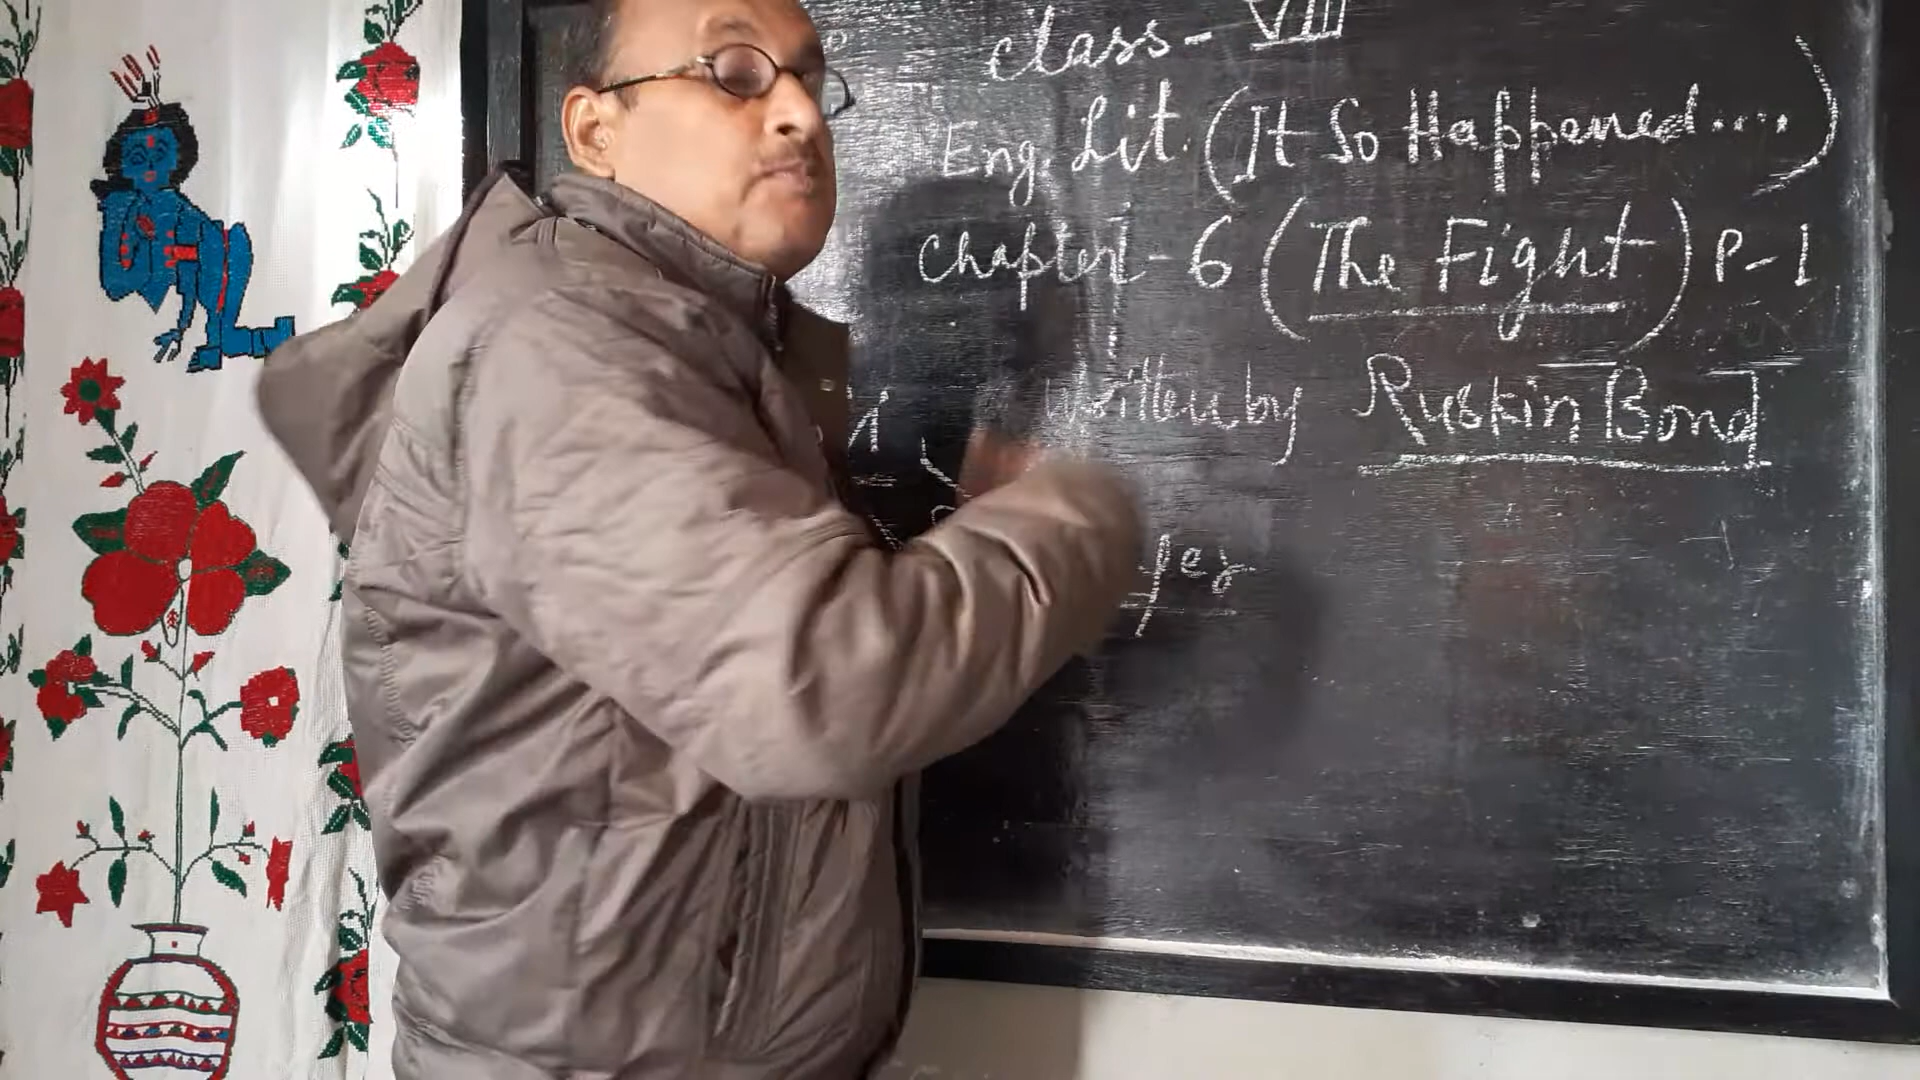 Class - VIII
Eng. Lit. (It So Happened....)
Chapter - 6 (The Fight) P-1
Written by Ruskin Bond